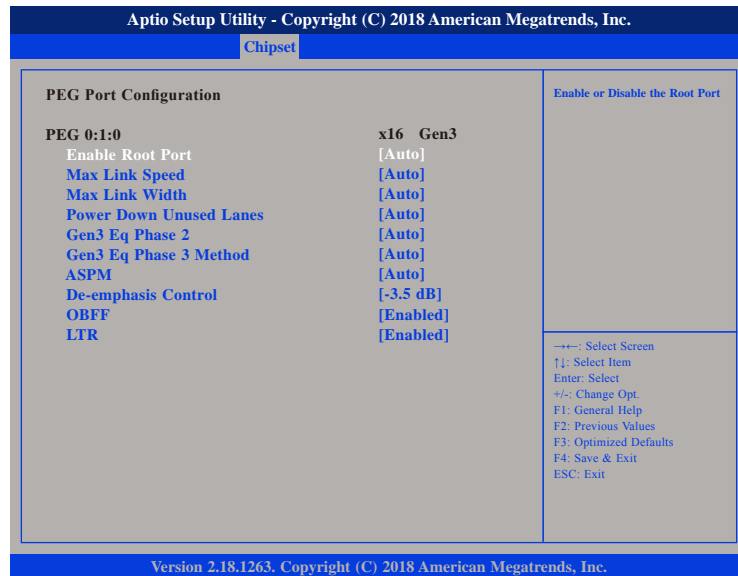 Aptio Setup Utility - Copyright (C) 2018 American Megatrends, Inc.
Chipset
PEG Port Configuration
PEG 0:1:0 x16 Gen3
Enable Root Port [Auto]
Max Link Speed [Auto]
Max Link Width [Auto]
Power Down Unused Lanes [Auto]
Gen3 Eq Phase 2 [Auto]
Gen3 Eq Phase 3 Method [Auto]
ASPM [Auto]
De-emphasis Control [-3.5 dB]
OBFF [Enabled]
LTR [Enabled]
Enable or Disable the Root Port
→←: Select Screen
↑↓: Select Item
Enter: Select
+/-: Change Opt.
F1: General Help
F2: Previous Values
F3: Optimized Defaults
F4: Save & Exit
ESC: Exit
Version 2.18.1263. Copyright (C) 2018 American Megatrends, Inc.